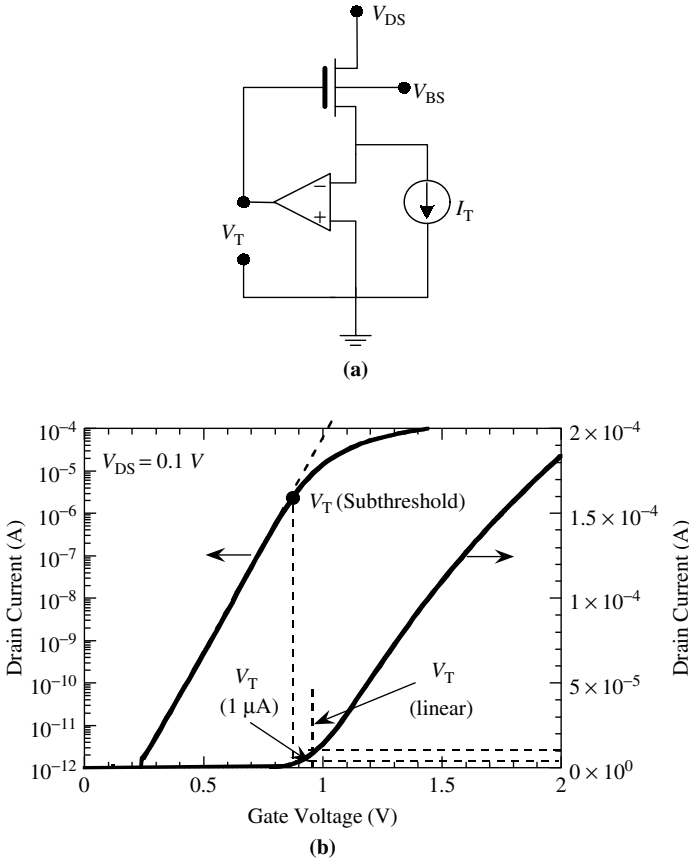 V_DS
V_BS
−
+
V_T
I_T
(a)
V_DS = 0.1 V
V_T (Subthreshold)
V_T
(1 μA)
V_T
(linear)
10^−4
10^−5
10^−6
10^−7
10^−8
10^−9
10^−10
10^−11
10^−12
Drain Current (A)
2 × 10^−4
1.5 × 10^−4
1 × 10^−4
5 × 10^−5
0 × 10^0
Drain Current (A)
0 0.5 1 1.5 2
Gate Voltage (V)
(b)